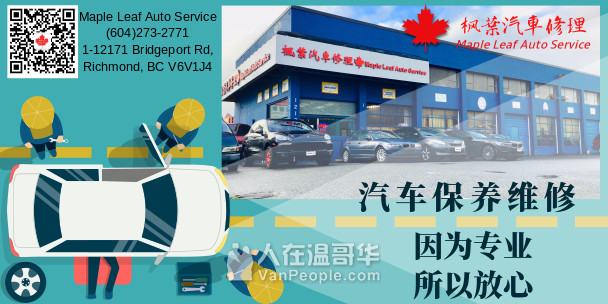 Maple Leaf Auto Service
(604)273-2771
1-12171 Bridgeport Rd,
Richmond, BC V6V1J4
枫葉汽車修理
Maple Leaf Auto Service
枫葉汽車修理 Maple Leaf Auto Service
汽车保养维修
因为专业
所以放心
人在温哥华
VanPeople.com